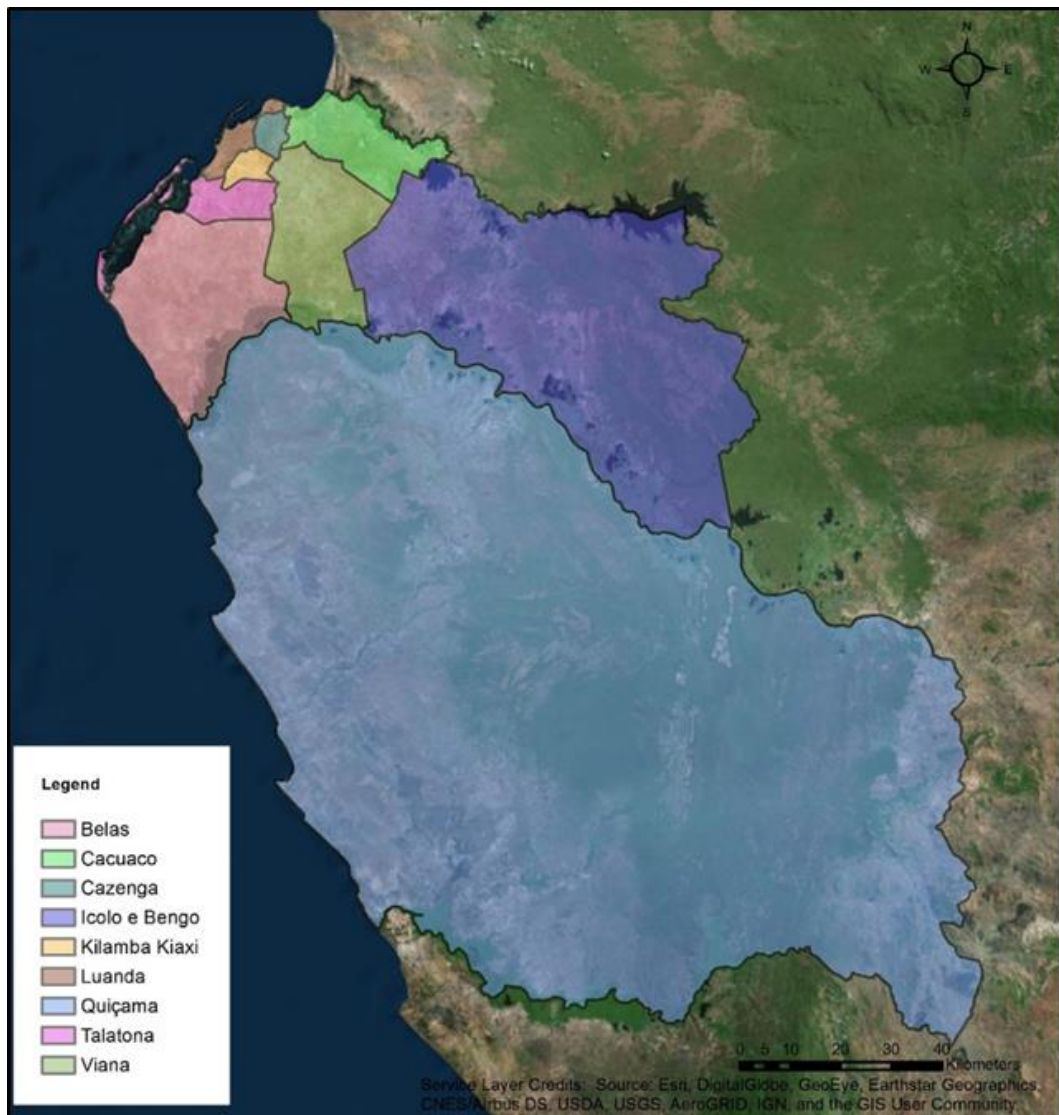 N
W E
S
Legend
Belas
Cacuaco
Cazenga
Icolo e Bengo
Kilamba Kiaxi
Luanda
Quiçama
Talatona
Viana
0 5 10 20 30 40
Kilometers
Service Layer Credits: Source: Esri, DigitalGlobe, GeoEye, Earthstar Geographics,
CNES/Airbus DS, USDA, USGS, AeroGRID, IGN, and the GIS User Community